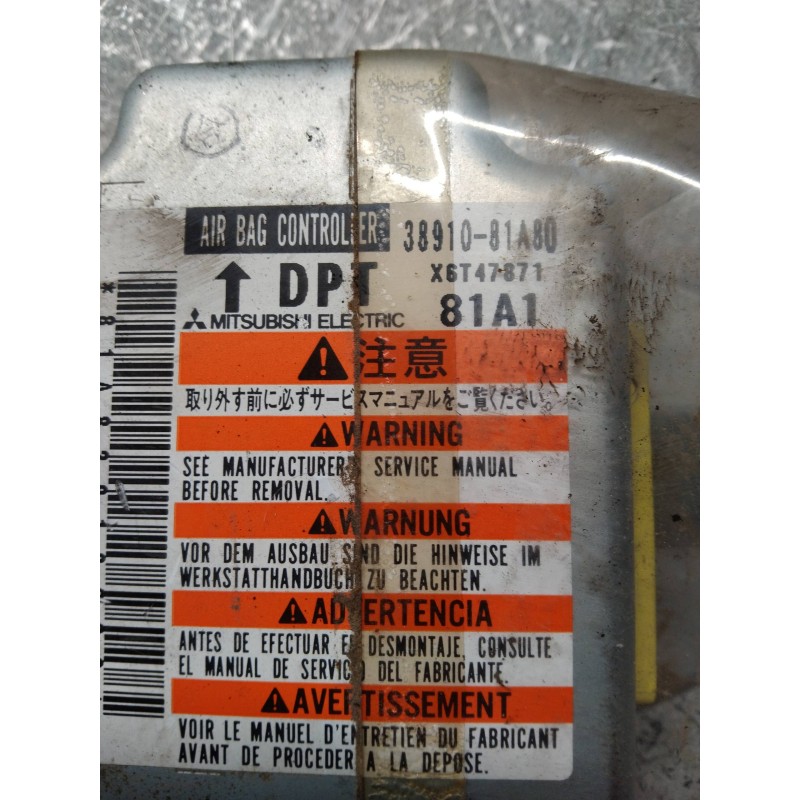 AIR BAG CONTROLLER 38910-81A80
↑ DPT X6T47871
MITSUBISHI ELECTRIC 81A1
注意
取り外す前に必ずサービスマニュアルをご覧ください。
WARNING
SEE MANUFACTURER'S SERVICE MANUAL
BEFORE REMOVAL.
WARNUNG
VOR DEM AUSBAU SIND DIE HINWEISE IM
WERKSTATTHANDBUCH ZU BEACHTEN.
ADVERTENCIA
ANTES DE EFECTUAR EL DESMONTAJE, CONSULTE
EL MANUAL DE SERVICIO DEL FABRICANTE.
AVERTISSEMENT
VOIR LE MANUEL D'ENTRETIEN DU FABRICANT
AVANT DE PROCEDER A LA DEPOSE.